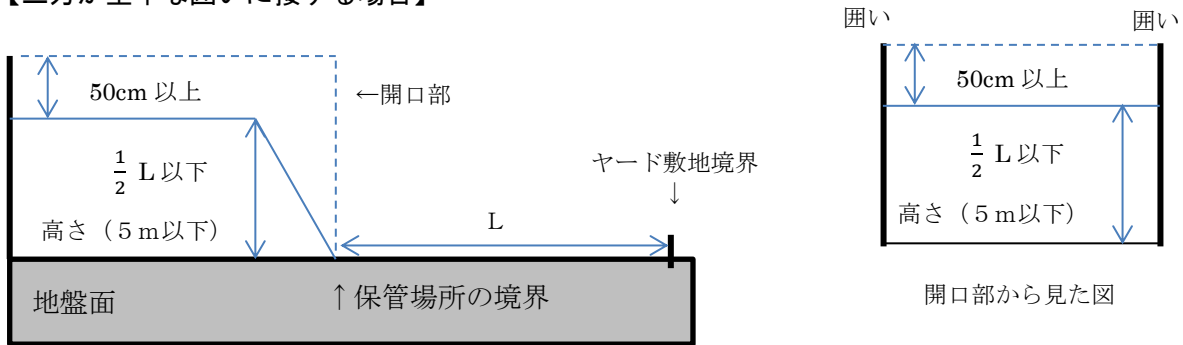 囲い
囲い
50cm 以上
←開口部
50cm 以上
1/2 L 以下
ヤード敷地境界
↓
1/2 L 以下
高さ（５ｍ以下）
L
高さ（５ｍ以下）
地盤面
↑保管場所の境界
開口部から見た図